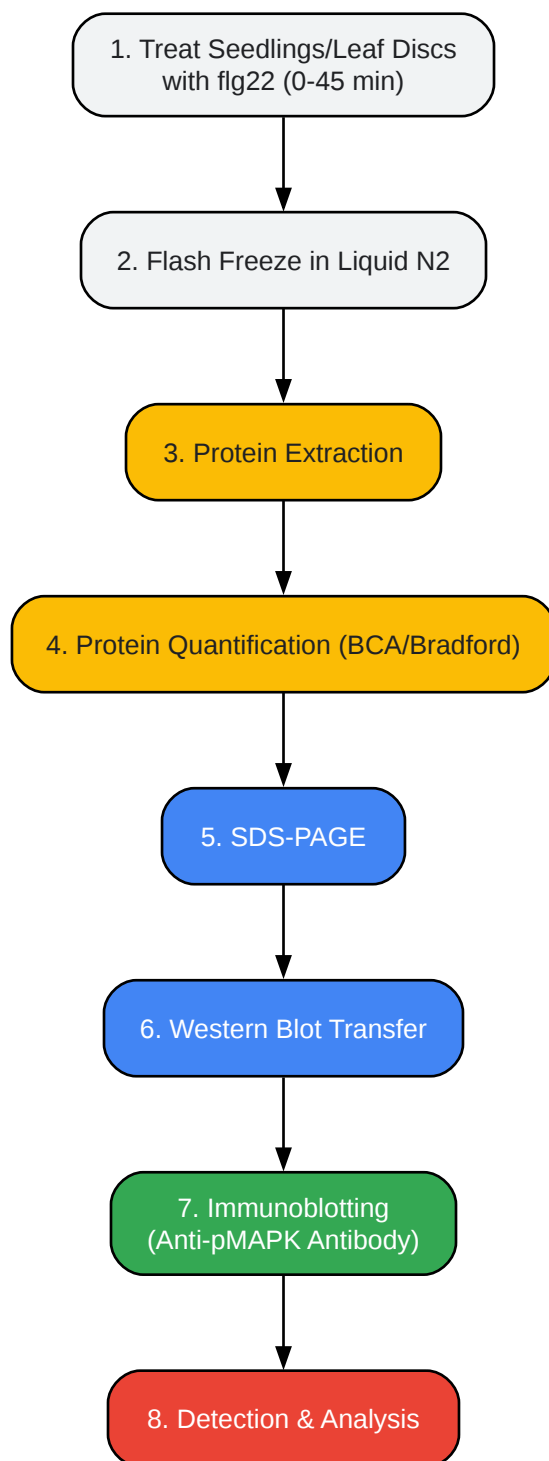 1. Treat Seedlings/Leaf Discs
with flg22 (0-45 min)
2. Flash Freeze in Liquid N2
3. Protein Extraction
4. Protein Quantification (BCA/Bradford)
5. SDS-PAGE
6. Western Blot Transfer
7. Immunoblotting
(Anti-pMAPK Antibody)
8. Detection & Analysis